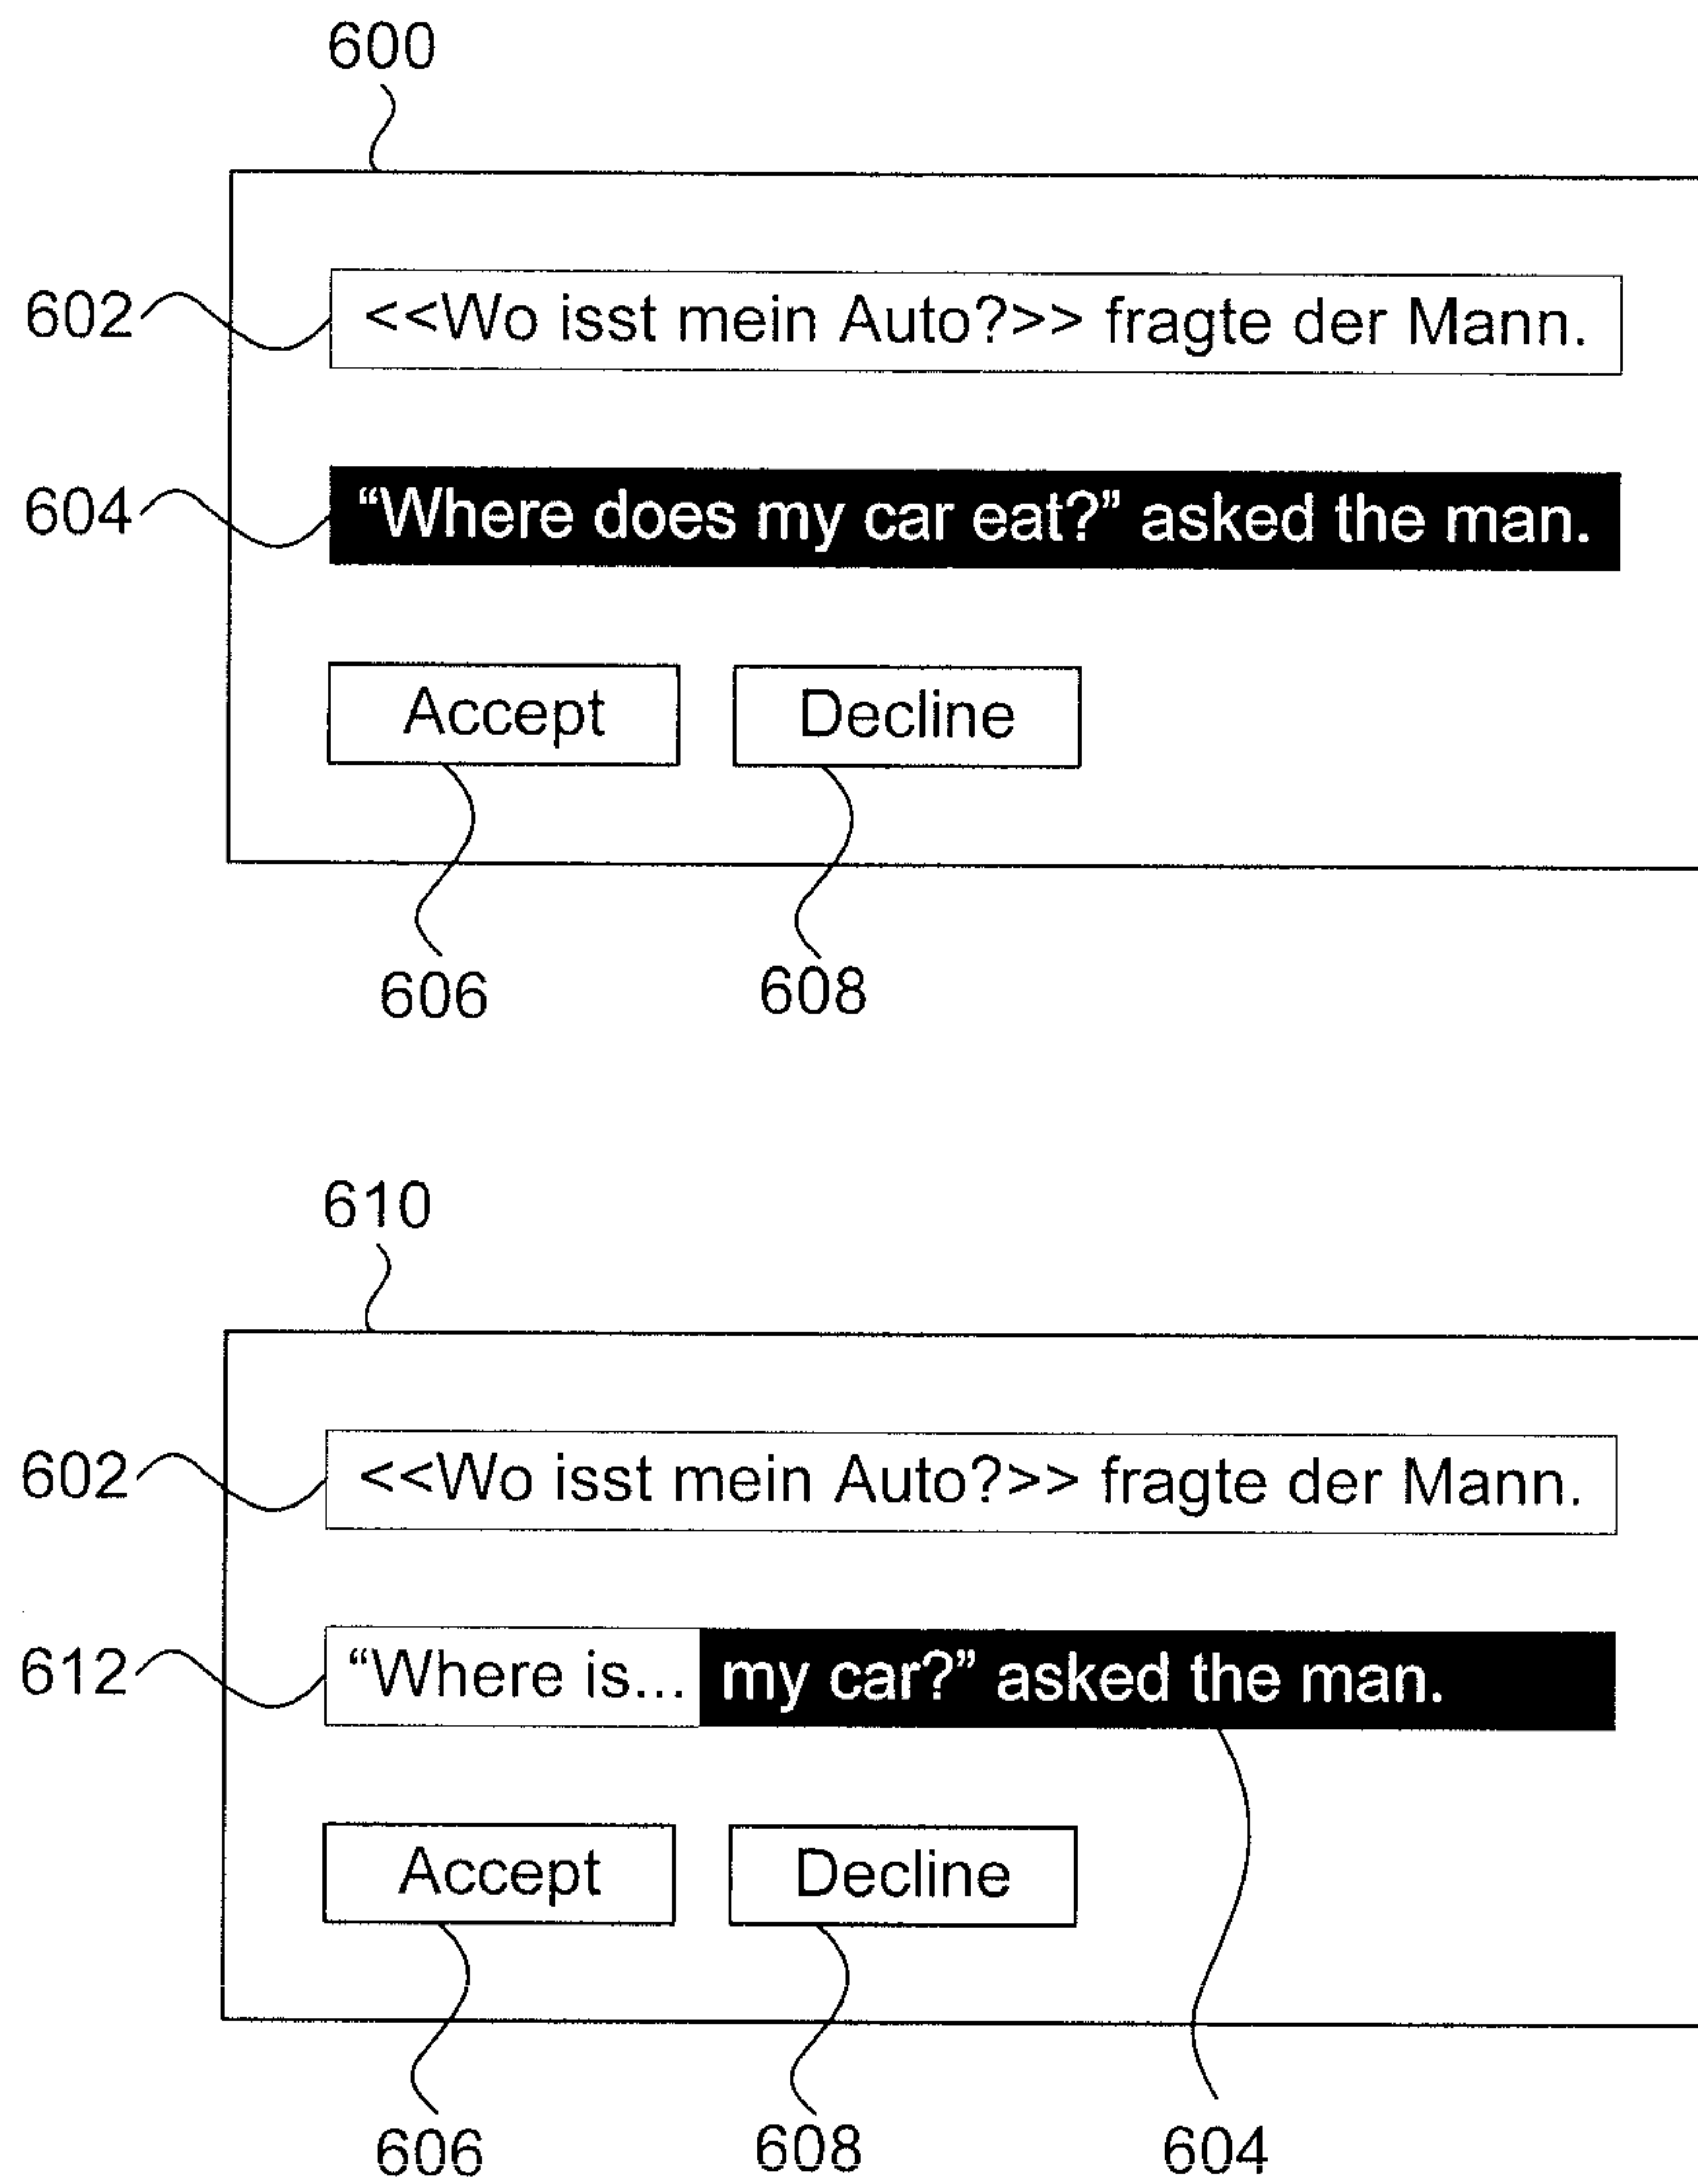 600
602 <<Wo isst mein Auto?>> fragte der Mann.
604 “Where does my car eat?” asked the man.
Accept Decline
606 608
610
602 <<Wo isst mein Auto?>> fragte der Mann.
612 “Where is... my car?” asked the man.
Accept Decline
606 608 604